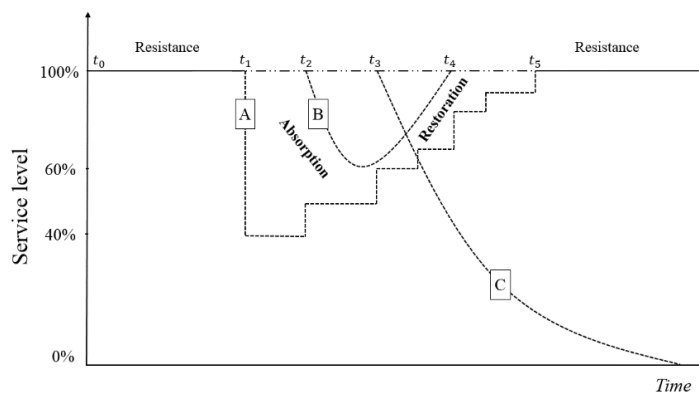 Resistance
Resistance
t₀
t₁
t₂
t₃
t₄
t₅
100%
A
B
Absorption
Restoration
60%
Service level
40%
C
0%
Time